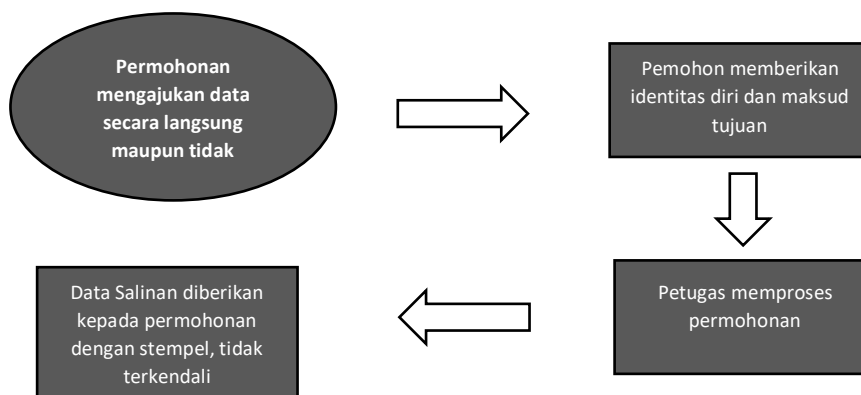 Permohonan
mengajukan data
secara langsung
maupun tidak
Pemohon memberikan
identitas diri dan maksud
tujuan
Petugas memproses
permohonan
Data Salinan diberikan
kepada permohonan
dengan stempel, tidak
terkendali